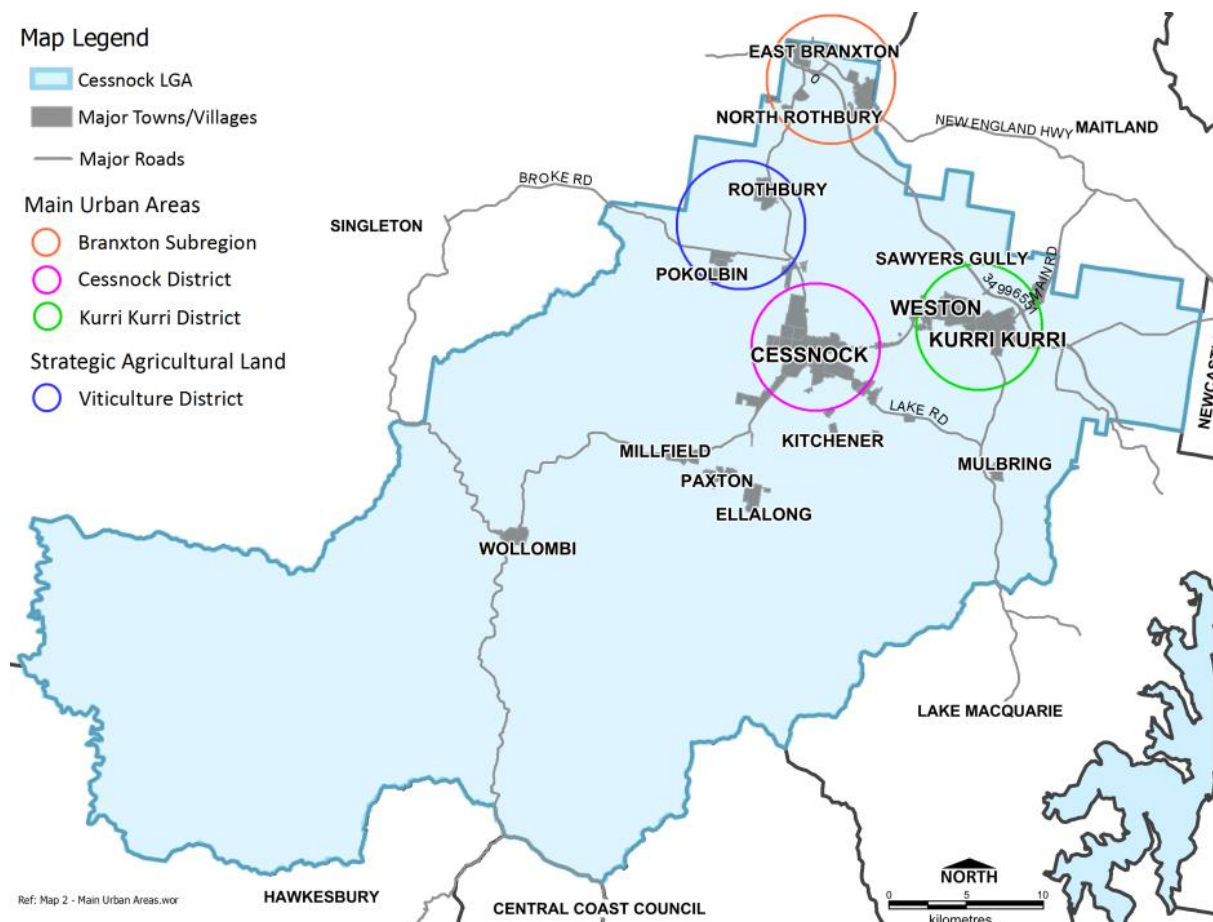 Map Legend
Cessnock LGA
Major Towns/Villages
Major Roads
Main Urban Areas
Branxton Subregion
Cessnock District
Kurri Kurri District
Strategic Agricultural Land
Viticulture District
EAST BRANXTON
O
NORTH ROTHBURY
NEW ENGLAND HWY
MAITLAND
BROKE RD
ROTHBURY
SINGLETON
SAWYERS GULLY
POKOLBIN
MAIN RD
34996551
WESTON
KURRI KURRI
CESSNOCK
NEWCASTL
LAKE RD
KITCHENER
MILLFIELD
MULBRING
PAXTON
ELLALONG
WOLLOMBI
LAKE MACQUARIE
NORTH
HAWKESBURY
Ref: Map 2 - Main Urban Areas.wor
CENTRAL COAST COUNCIL
0 5 10
kilometres